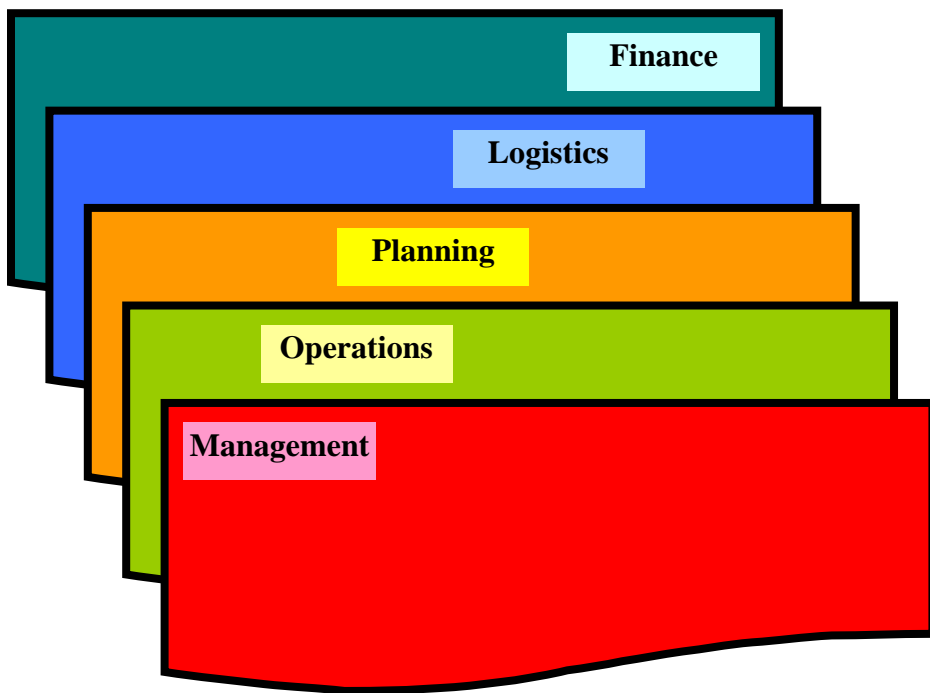 Finance
Logistics
Planning
Operations
Management